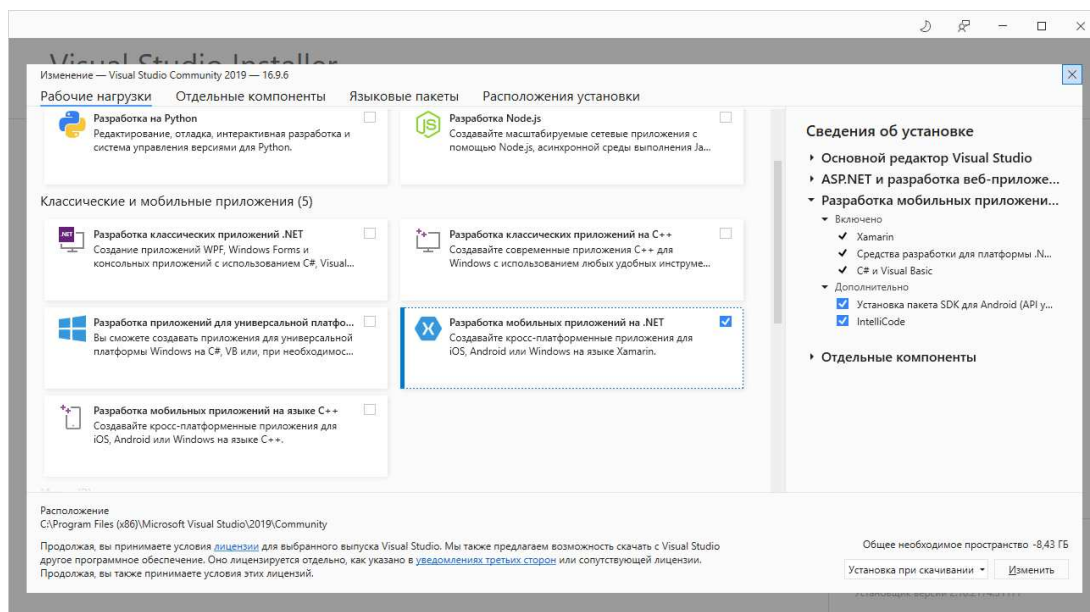 Visual Studio Installer
Изменение — Visual Studio Community 2019 — 16.9.6
Рабочие нагрузки Отдельные компоненты Языковые пакеты Расположения установки
Разработка на Python
Редактирование, отладка, интерактивная разработка и
система управления версиями для Python.
Разработка Node.js
Создавайте масштабируемые сетевые приложения с
помощью Node.js, асинхронной среды выполнения Ja...
Классические и мобильные приложения (5)
Разработка классических приложений .NET
Создание приложений WPF, Windows Forms и
консольных приложений с использованием C#, Visual...
Разработка классических приложений на C++
Создавайте современные приложения C++ для
Windows с использованием любых удобных инструме...
Разработка приложений для универсальной платфо...
Вы сможете создавать приложения для универсальной
платформы Windows на C#, VB или, при необходимос...
Разработка мобильных приложений на .NET
Создавайте кросс-платформенные приложения для
iOS, Android или Windows на языке Xamarin.
Разработка мобильных приложений на языке C++
Создавайте кросс-платформенные приложения для
iOS, Android или Windows на языке C++.
Сведения об установке
Основной редактор Visual Studio
ASP.NET и разработка веб-приложе...
Разработка мобильных приложени...
Включено
Xamarin
Средства разработки для платформы .N...
C# и Visual Basic
Дополнительно
Установка пакета SDK для Android (API у...
IntelliCode
Отдельные компоненты
Расположение
C:\Program Files (x86)\Microsoft Visual Studio\2019\Community
Продолжая, вы принимаете условия лицензии для выбранного выпуска Visual Studio. Мы также предлагаем возможность скачать с Visual Studio
другое программное обеспечение. Оно лицензируется отдельно, как указано в уведомлениях третьих сторон или сопутствующей лицензии.
Продолжая, вы также принимаете условия этих лицензий.
Общее необходимое пространство -8,43 ГБ
Установка при скачивании Изменить